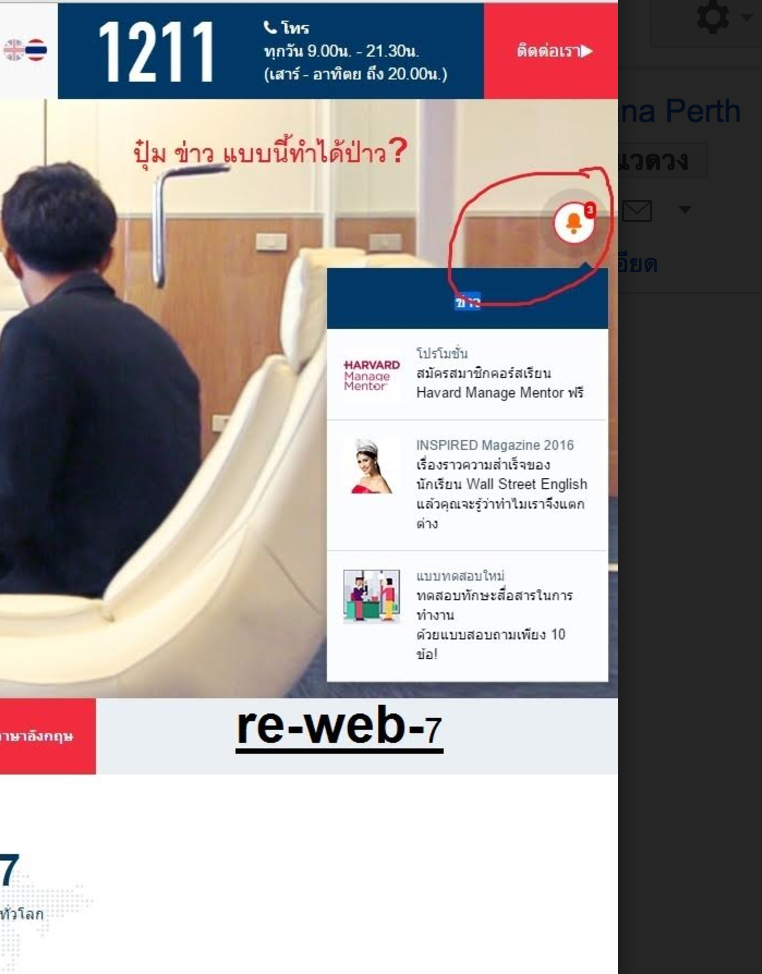 1211
โทร
ทุกวัน 9.00น. - 21.30น.
(เสาร์ - อาทิตย์ ถึง 20.00น.)
ติดต่อเรา
ปุ๋ม ข่าว แบบนี้ทำได้ป่าว?
3
ข่าว
HARVARD
Manage
Mentor
โปรโมชั่น
สมัครสมาชิกคอร์สเรียน
Havard Manage Mentor ฟรี
INSPIRED Magazine 2016
เรื่องราวความสำเร็จของ
นักเรียน Wall Street English
แล้วคุณจะรู้ว่าทำไมเราจึงแตก
ต่าง
แบบทดสอบใหม่
ทดสอบทักษะสื่อสารในการ
ทำงาน
ด้วยแบบสอบถามเพียง 10
ข้อ!
าษาอังกฤษ
re-web-7
7
ทั่วโลก
na Perth
แวดวง
อียด